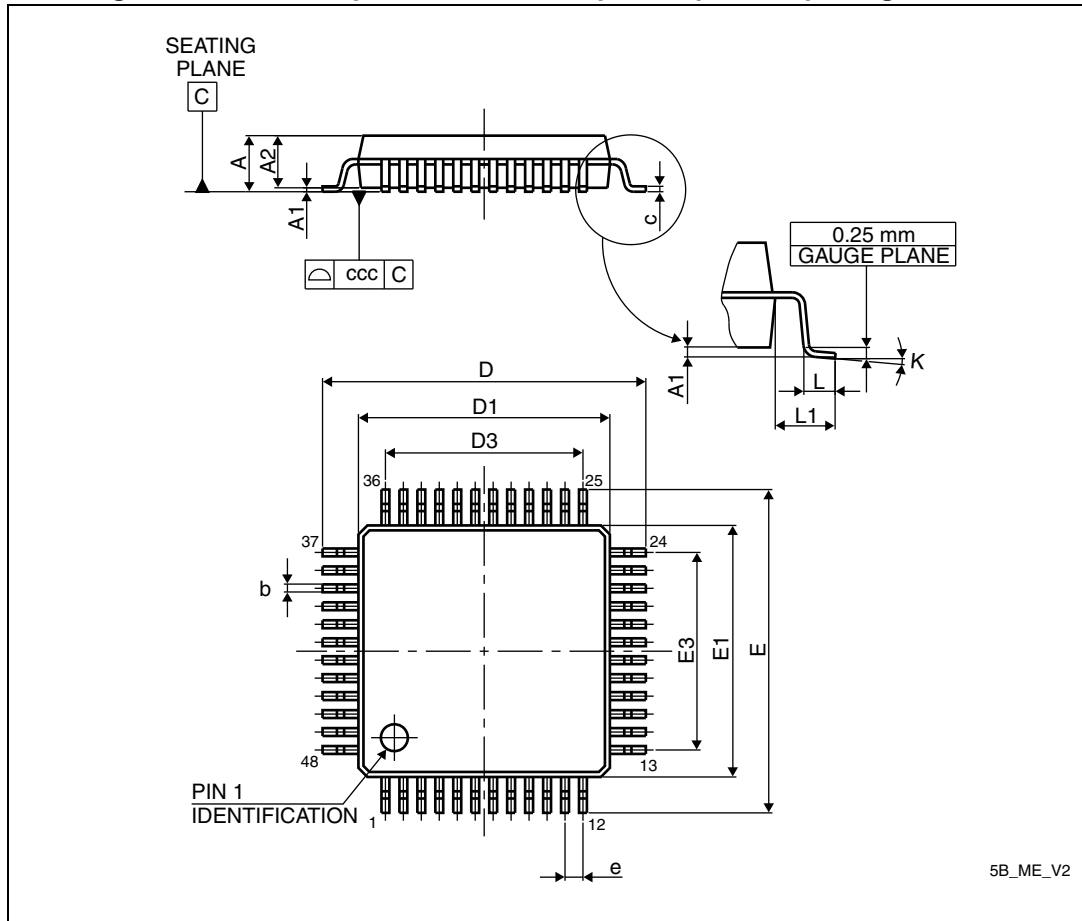 SEATING
PLANE
C
A
A2
A1
c
ccc C
0.25 mm
GAUGE PLANE
A1
K
L
L1
D
D1
D3
36
25
37
24
b
E3
E1
E
48
13
PIN 1
IDENTIFICATION
1
12
e
5B_ME_V2